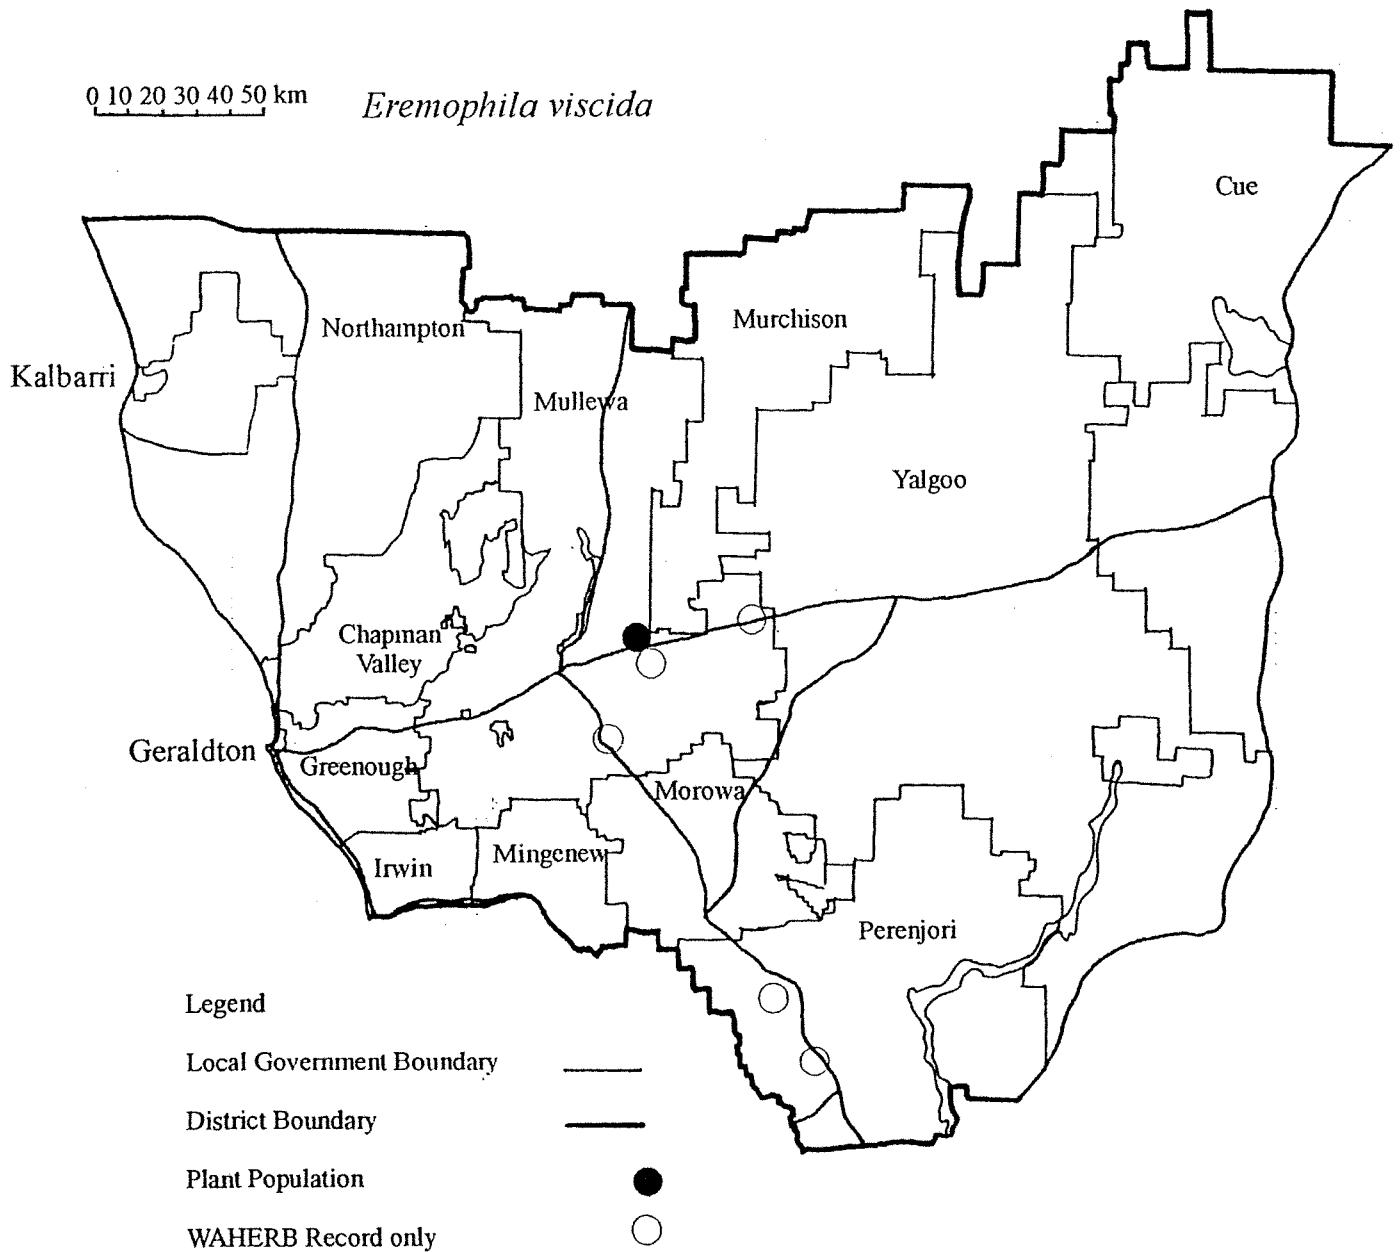 0 10 20 30 40 50 km
Eremophila viscida
Cue
Murchison
Northampton
Kalbarri
Mullewa
Yalgoo
Chapman
Valley
Geraldton
Greenough
Morowa
Mingenew
Irwin
Perenjori
Legend
Local Government Boundary
District Boundary
Plant Population
WAHERB Record only